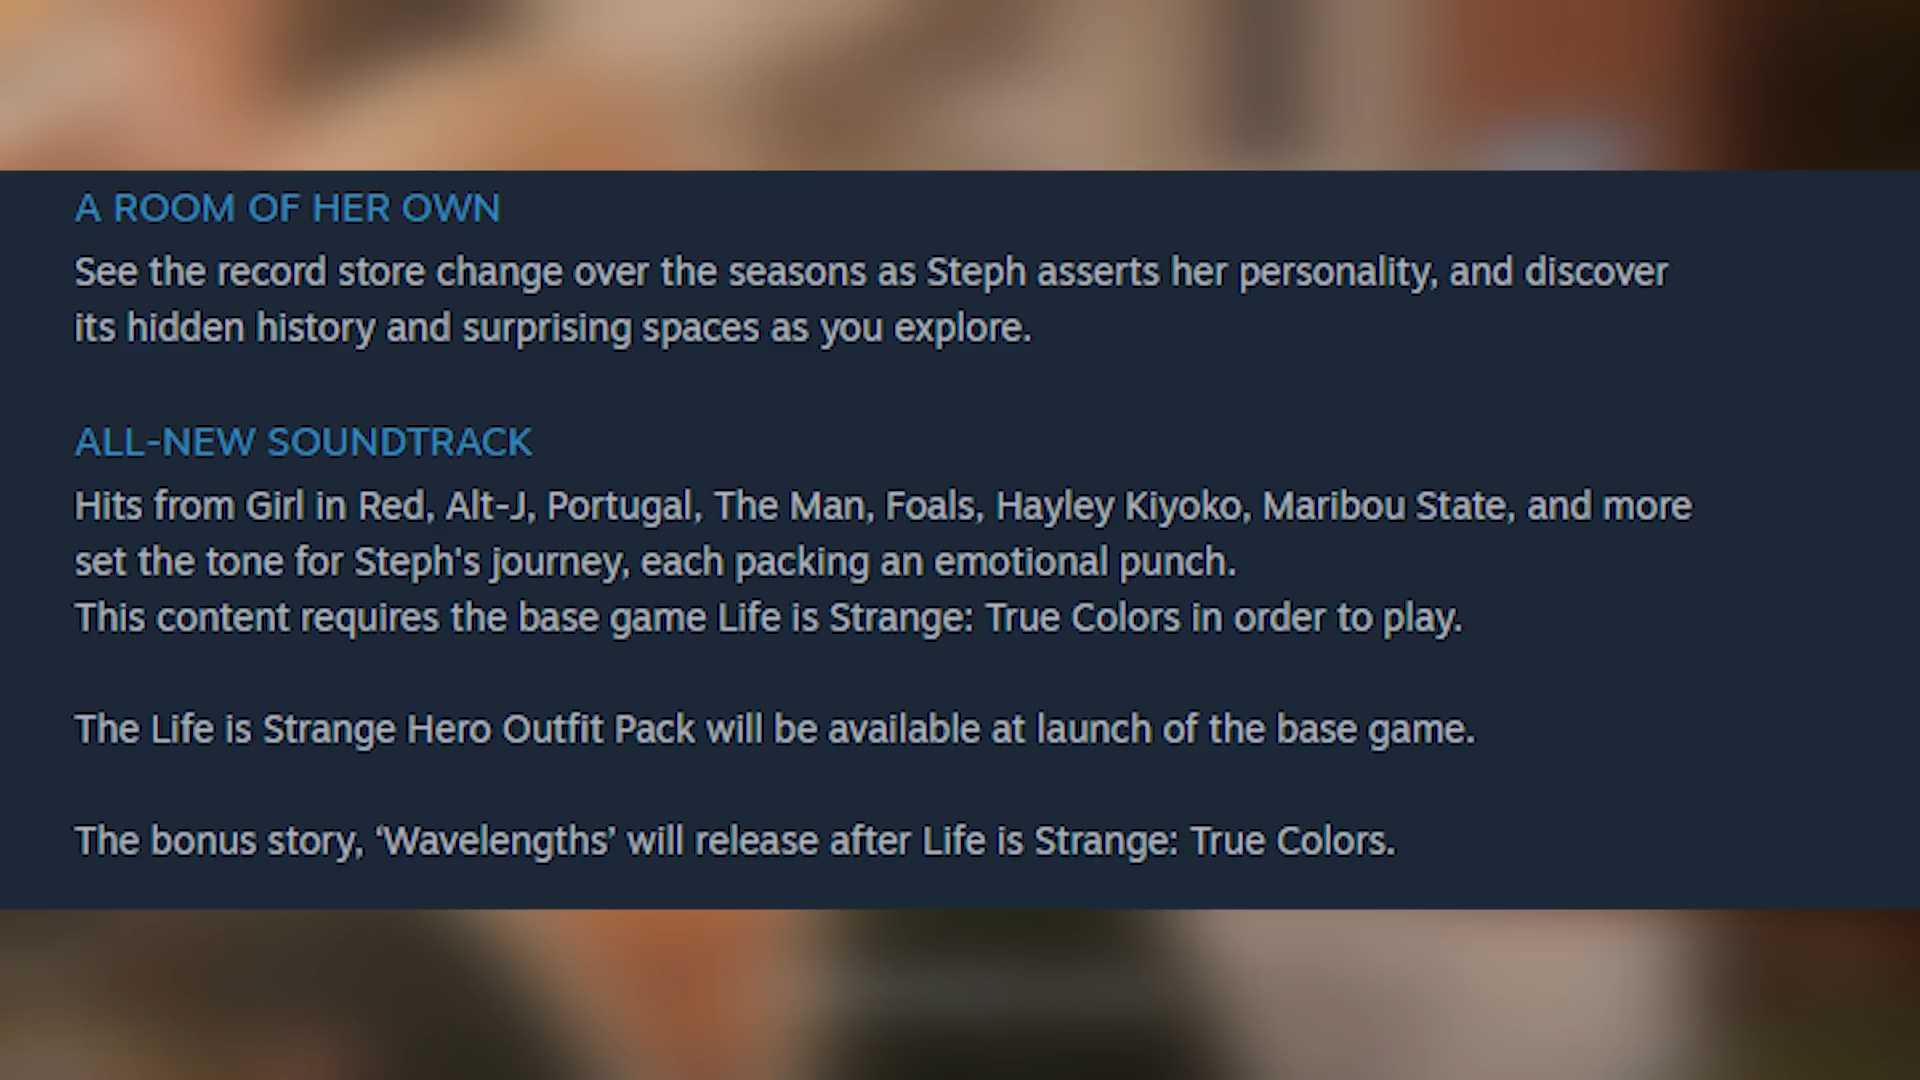 A ROOM OF HER OWN
See the record store change over the seasons as Steph asserts her personality, and discover
its hidden history and surprising spaces as you explore.
ALL-NEW SOUNDTRACK
Hits from Girl in Red, Alt-J, Portugal, The Man, Foals, Hayley Kiyoko, Maribou State, and more
set the tone for Steph's journey, each packing an emotional punch.
This content requires the base game Life is Strange: True Colors in order to play.
The Life is Strange Hero Outfit Pack will be available at launch of the base game.
The bonus story, ‘Wavelengths’ will release after Life is Strange: True Colors.